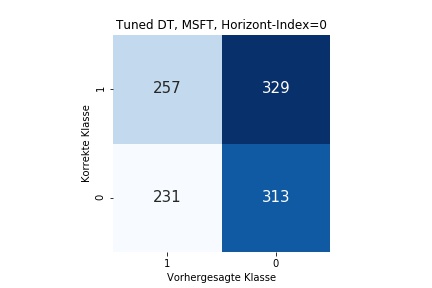 Tuned DT, MSFT, Horizont-Index=0
Korrekte Klasse
1
257
329
0
231
313
1
0
Vorhergesagte Klasse